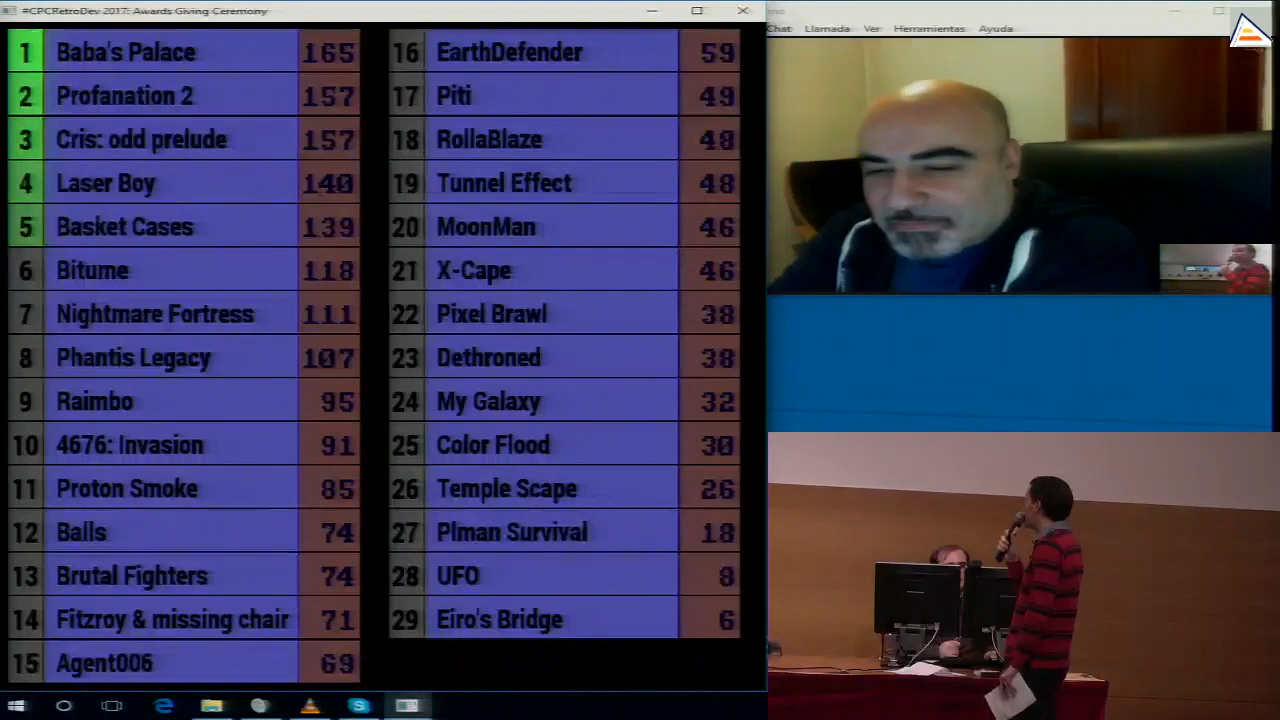 #CPCRetroDev 2017: Awards Giving Ceremony
Chat Llamada Ver Herramientas Ayuda
1 Baba's Palace 165
2 Profanation 2 157
3 Cris: odd prelude 157
4 Laser Boy 140
5 Basket Cases 139
6 Bitume 118
7 Nightmare Fortress 111
8 Phantis Legacy 107
9 Raimbo 95
10 4676: Invasion 91
11 Proton Smoke 85
12 Balls 74
13 Brutal Fighters 74
14 Fitzroy & missing chair 71
15 Agent006 69
16 EarthDefender 59
17 Piti 49
18 RollaBlaze 48
19 Tunnel Effect 48
20 MoonMan 46
21 X-Cape 46
22 Pixel Brawl 38
23 Dethroned 38
24 My Galaxy 32
25 Color Flood 30
26 Temple Scape 26
27 Plman Survival 18
28 UFO 8
29 Eiro's Bridge 6